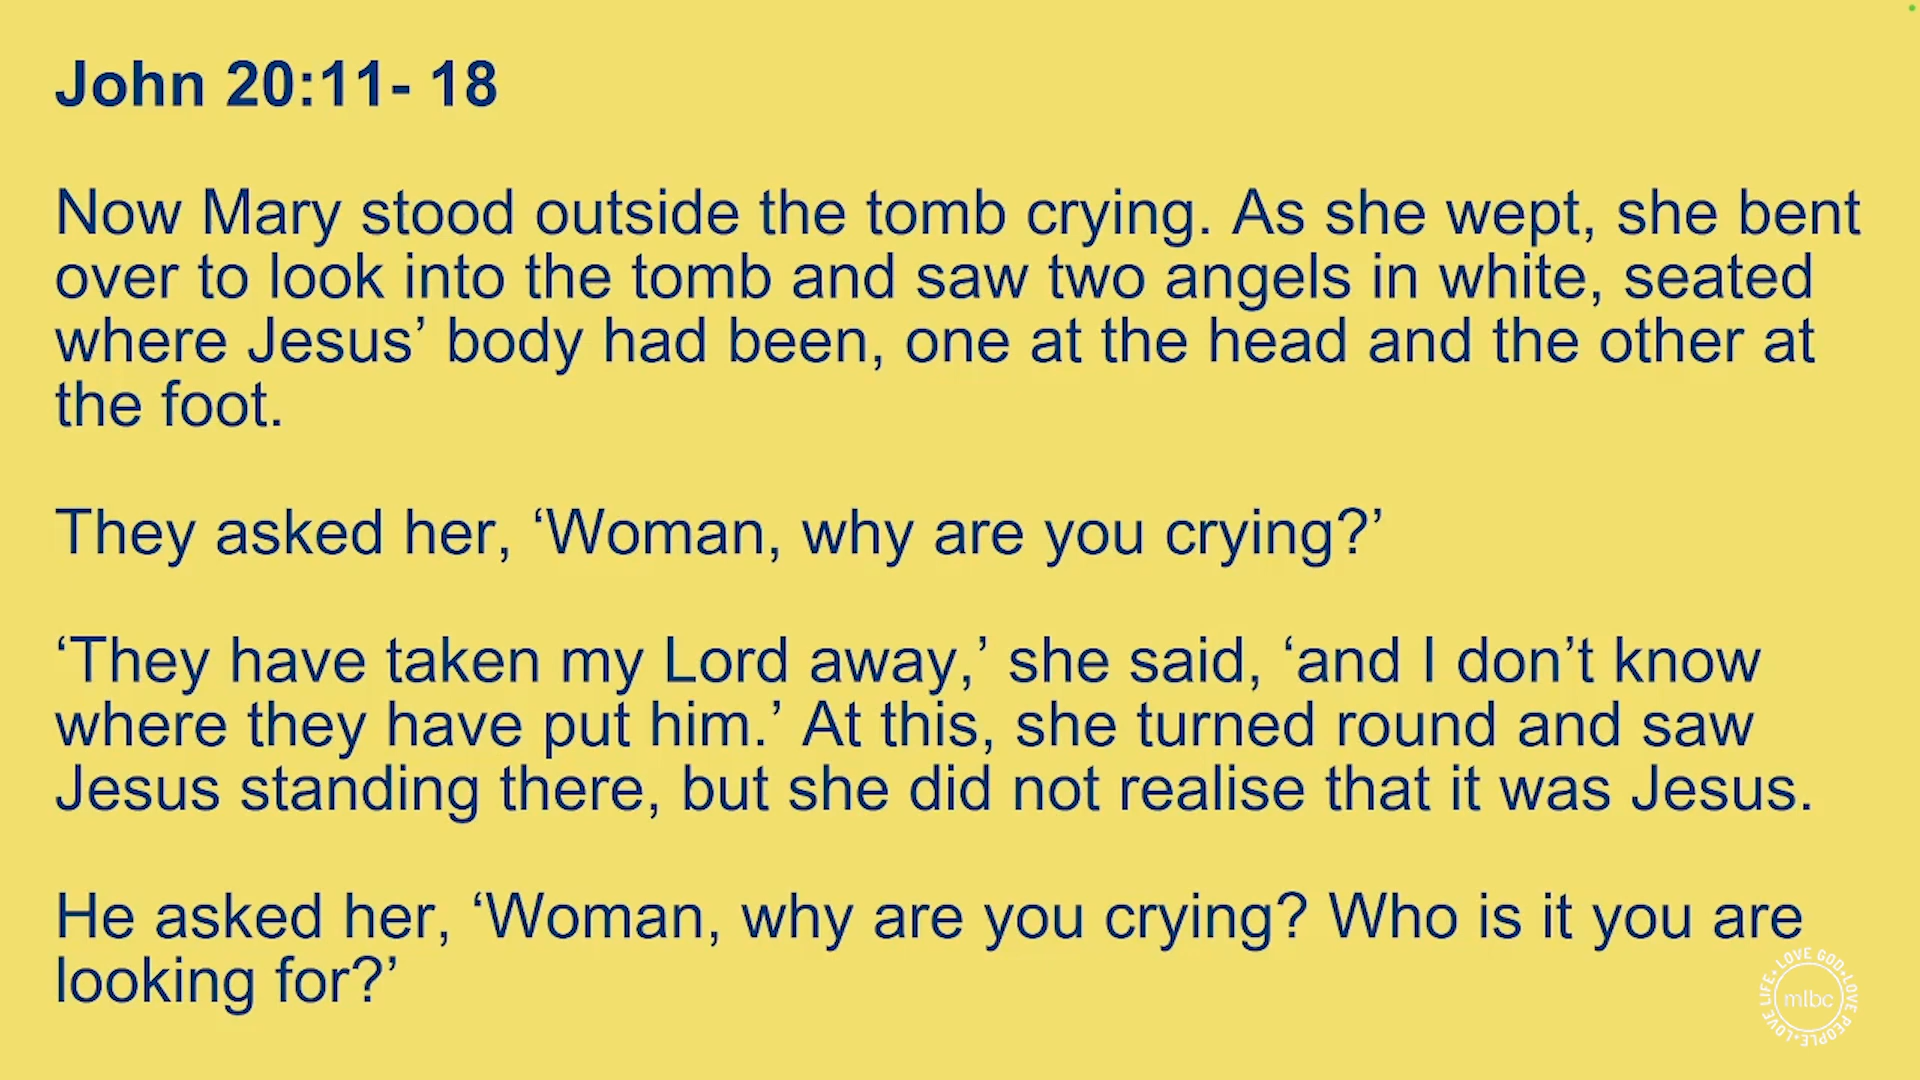 John 20:11- 18
Now Mary stood outside the tomb crying. As she wept, she bent
over to look into the tomb and saw two angels in white, seated
where Jesus’ body had been, one at the head and the other at
the foot.
They asked her, ‘Woman, why are you crying?’
‘They have taken my Lord away,’ she said, ‘and I don’t know
where they have put him.’ At this, she turned round and saw
Jesus standing there, but she did not realise that it was Jesus.
He asked her, ‘Woman, why are you crying? Who is it you are
looking for?’
LOVE GOD • LOVE PEOPLE • LOVE LIFE •
mlbc